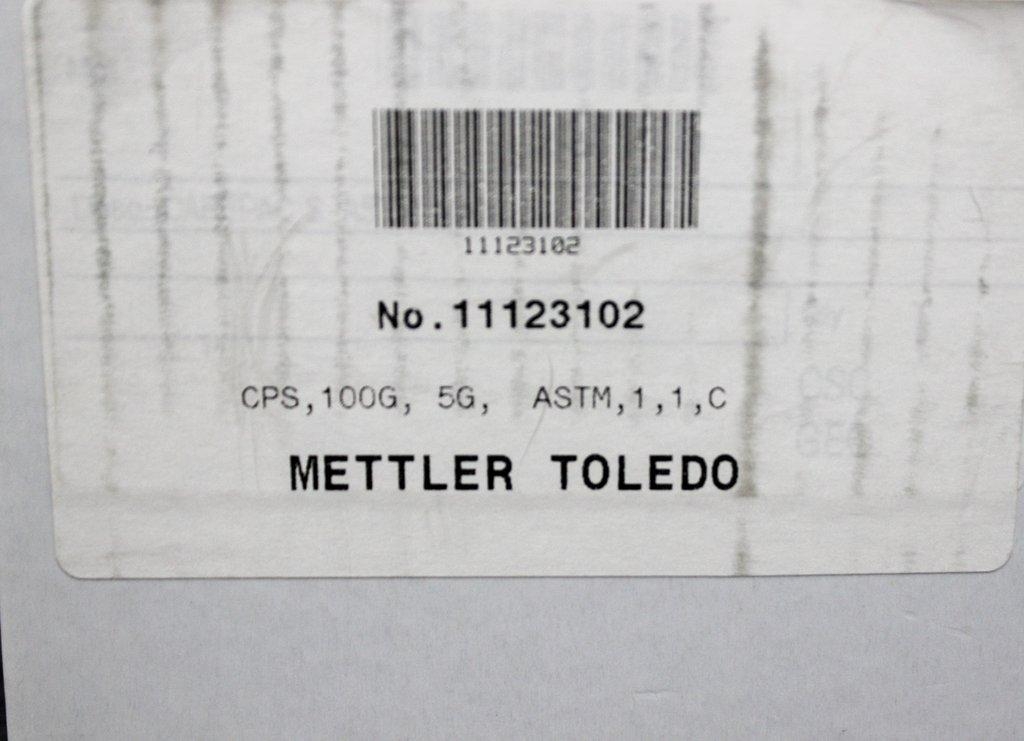 11123102
No.11123102
CPS,100G, 5G, ASTM,1,1,C
METTLER TOLEDO